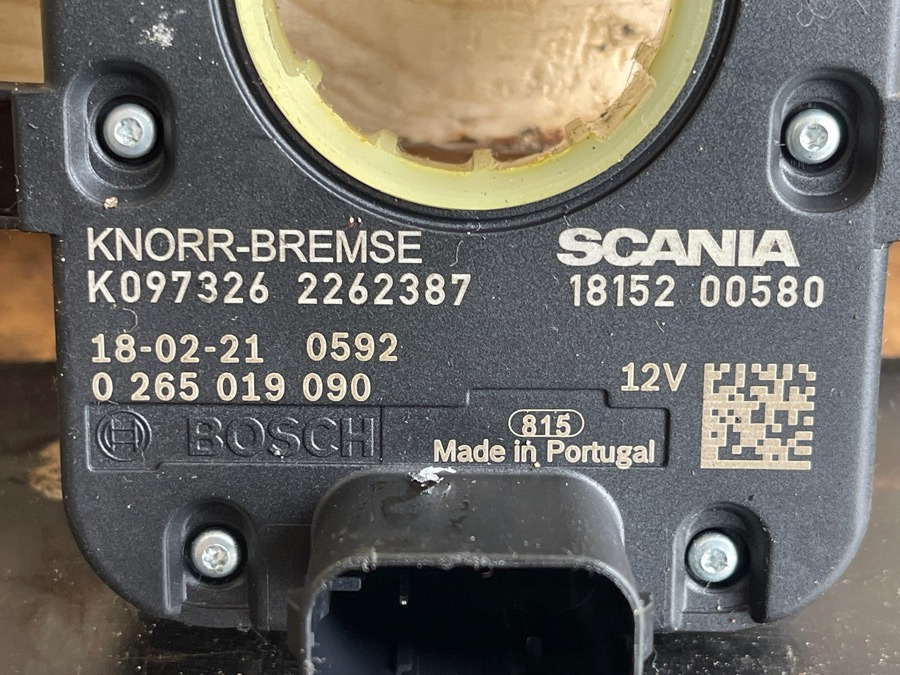 KNORR-BREMSE
K097326 2262387
SCANIA
18152 00580
18-02-21 0592
0 265 019 090
12V
BOSCH
815
Made in Portugal